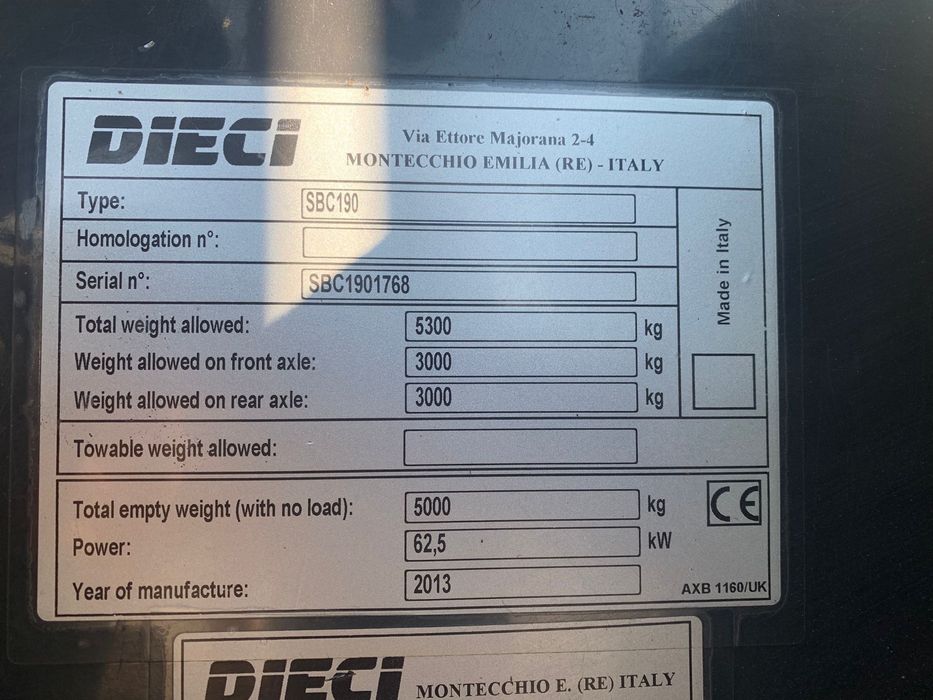 DIECI
Via Ettore Majorana 2-4
MONTECCHIO EMILIA (RE) - ITALY
Type: SBC190
Homologation n°:
Serial n°: SBC1901768
Made in Italy
Total weight allowed: 5300 kg
Weight allowed on front axle: 3000 kg
Weight allowed on rear axle: 3000 kg
Towable weight allowed:
Total empty weight (with no load): 5000 kg
CE
Power: 62,5 kW
Year of manufacture: 2013
AXB 1160/UK
DIECI
MONTECCHIO E. (RE) ITALY